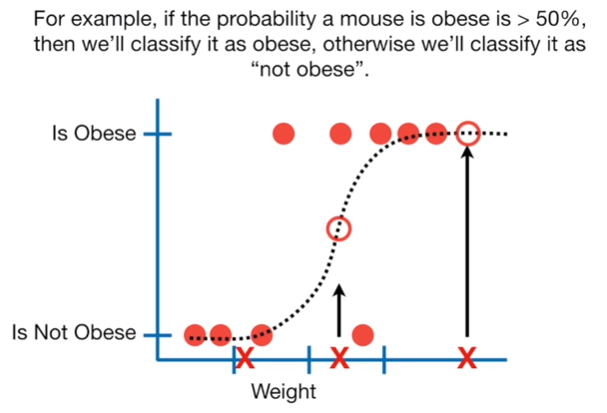 For example, if the probability a mouse is obese is > 50%,
then we’ll classify it as obese, otherwise we’ll classify it as
“not obese”.
Is Obese
Is Not Obese
X X X
Weight